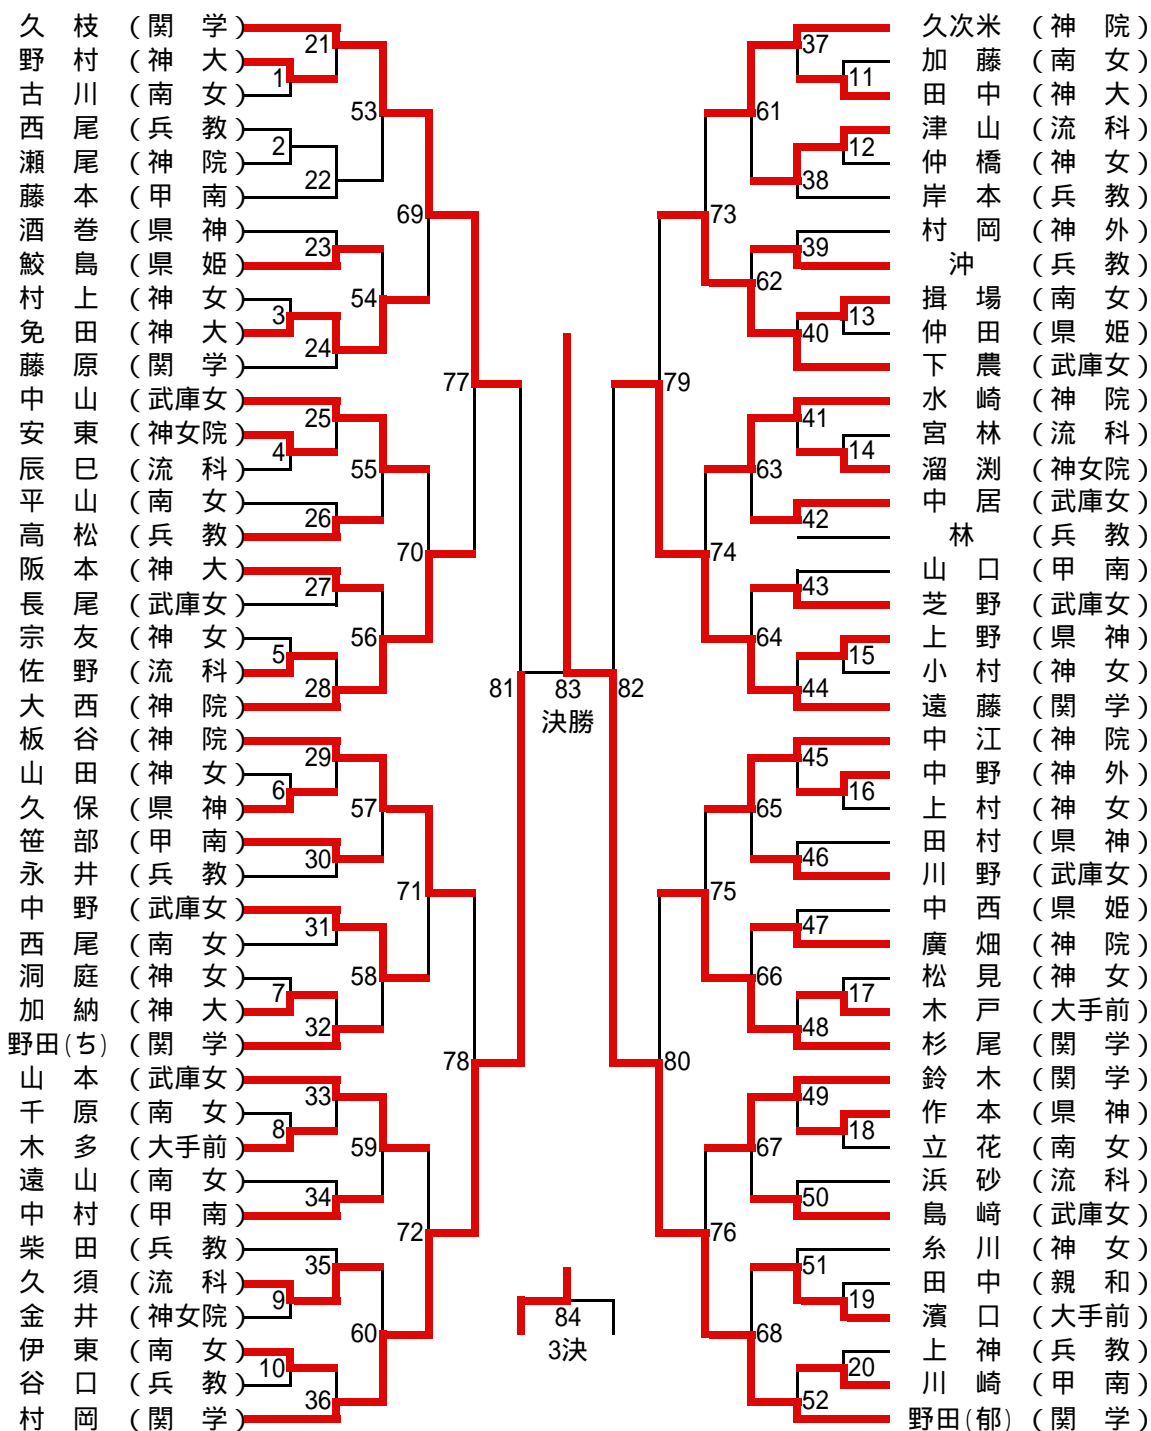 久 枝 (関 学) 21 37 久次米 (神 院)
野 村 (神 大) 1 加 藤 (南 女)
古 川 (南 女) 53 61 11 田 中 (神 大)
西 尾 (兵 教) 2 12 津 山 (流 科)
瀬 尾 (神 院) 22 38 仲 橋 (神 女)
藤 本 (甲 南) 69 73 岸 本 (兵 教)
酒 巻 (県 神) 23 39 村 岡 (神 外)
鮫 島 (県 姫) 62 沖 (兵 教)
村 上 (神 女) 3 54 13 揖 場 (南 女)
免 田 (神 大) 24 40 仲 田 (県 姫)
藤 原 (関 学) 77 79 下 農 (武庫女)
中 山 (武庫女) 25 41 水 崎 (神 院)
安 東 (神女院) 4 14 宮 林 (流 科)
辰 巳 (流 科) 55 63 溜 渕 (神女院)
平 山 (南 女) 26 42 中 居 (武庫女)
高 松 (兵 教) 70 74 林 (兵 教)
阪 本 (神 大) 27 43 山 口 (甲 南)
長 尾 (武庫女) 芝 野 (武庫女)
宗 友 (神 女) 5 56 64 15 上 野 (県 神)
佐 野 (流 科) 28 81 83 82 44 小 村 (神 女)
大 西 (神 院) 決勝 遠 藤 (関 学)
板 谷 (神 院) 29 45 中 江 (神 院)
山 田 (神 女) 6 16 中 野 (神 外)
久 保 (県 神) 57 65 上 村 (神 女)
笹 部 (甲 南) 30 46 田 村 (県 神)
永 井 (兵 教) 71 75 川 野 (武庫女)
中 野 (武庫女) 31 47 中 西 (県 姫)
西 尾 (南 女) 廣 畑 (神 院)
洞 庭 (神 女) 7 58 66 17 松 見 (神 女)
加 納 (神 大) 32 48 木 戸 (大手前)
野田(ち) (関 学) 78 80 杉 尾 (関 学)
山 本 (武庫女) 33 49 鈴 木 (関 学)
千 原 (南 女) 8 18 作 本 (県 神)
木 多 (大手前) 59 67 立 花 (南 女)
遠 山 (南 女) 34 50 浜 砂 (流 科)
中 村 (甲 南) 72 76 島 﨑 (武庫女)
柴 田 (兵 教) 35 51 糸 川 (神 女)
久 須 (流 科) 9 19 田 中 (親 和)
金 井 (神女院) 60 84 68 濱 口 (大手前)
伊 東 (南 女) 10 3決 20 上 神 (兵 教)
谷 口 (兵 教) 36 52 川 崎 (甲 南)
村 岡 (関 学) 野田(郁) (関 学)